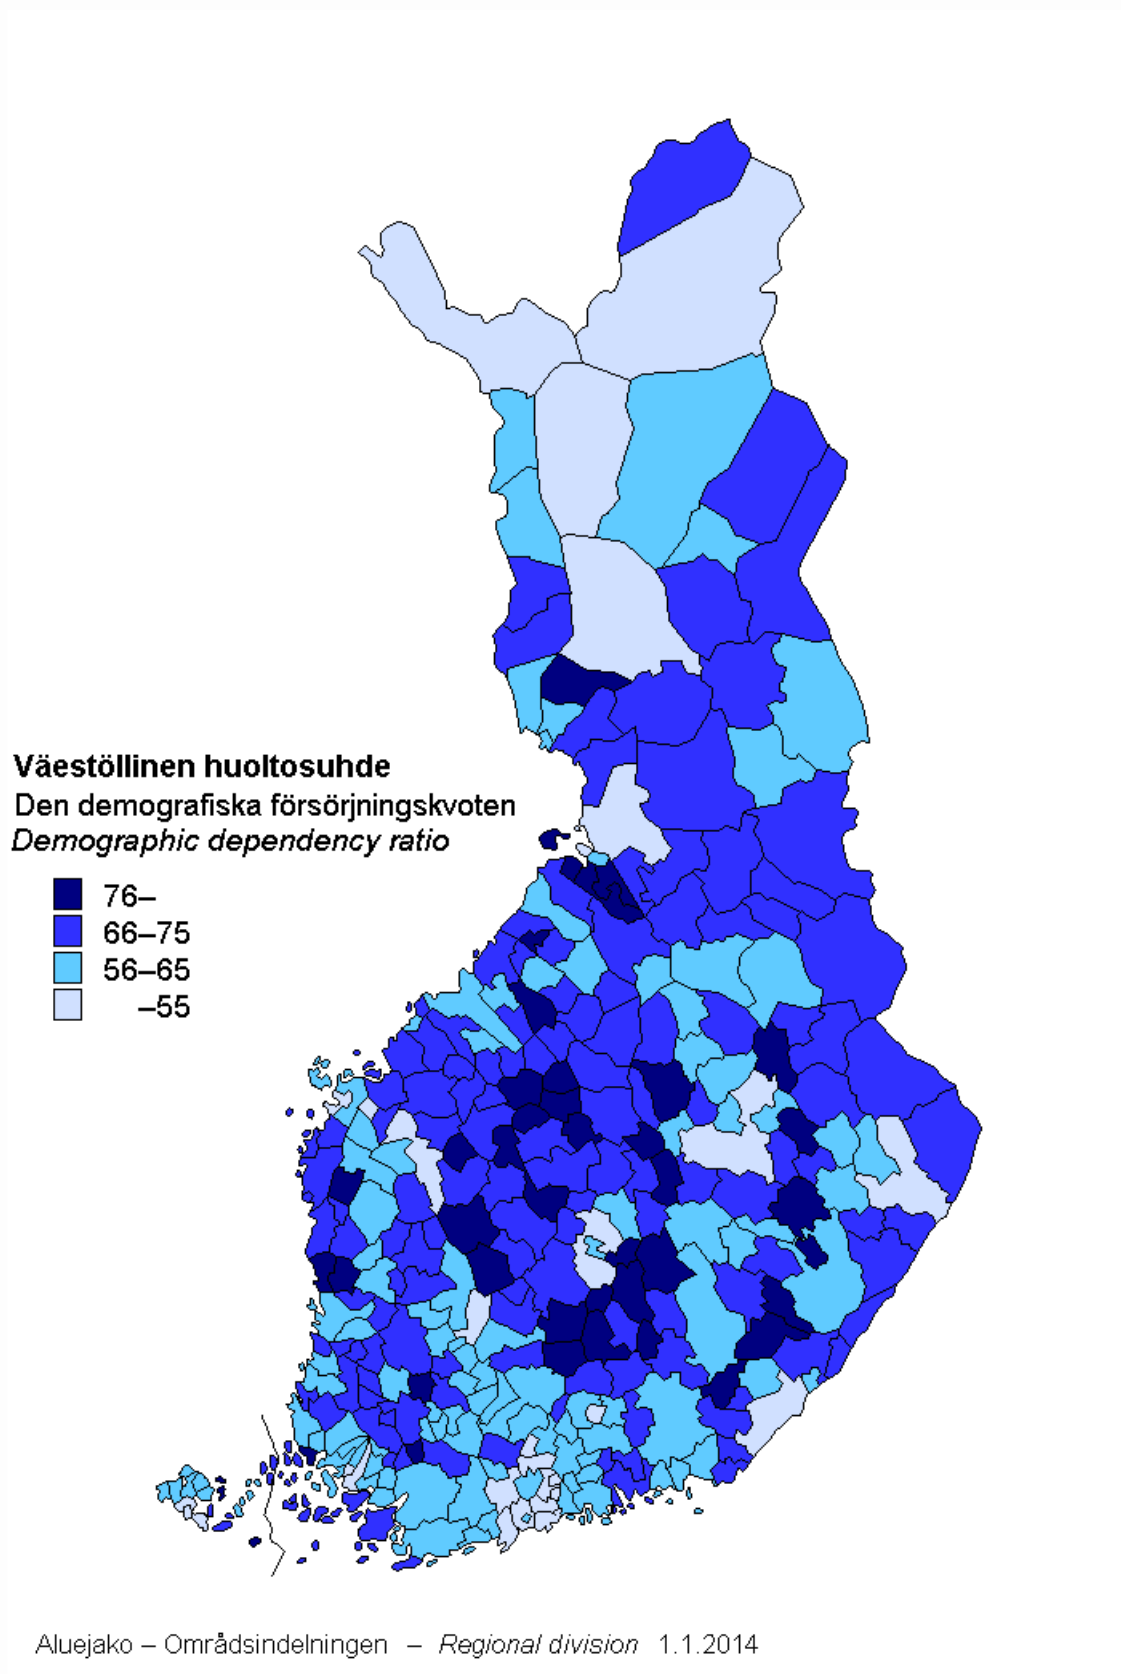 Väestöllinen huoltosuhde
Den demografiska försörjningskvoten
Demographic dependency ratio
76–
66–75
56–65
–55
Aluejako – Områdsindelningen – Regional division 1.1.2014